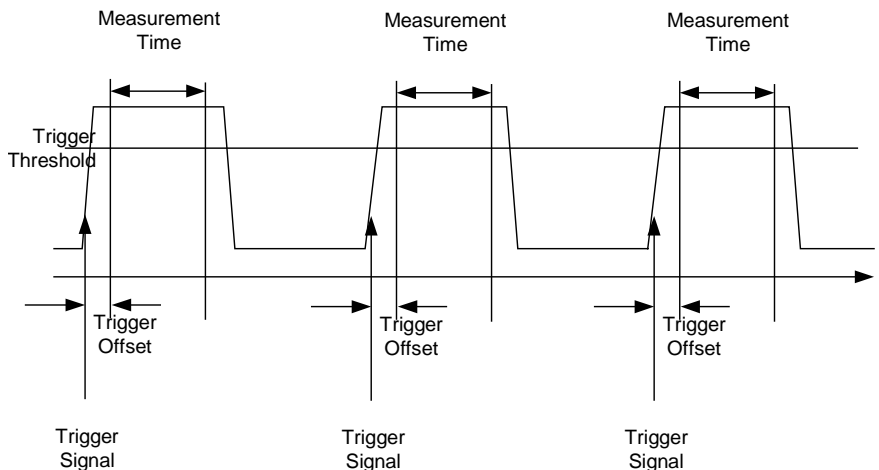 Measurement
Time
Measurement
Time
Measurement
Time
Trigger
Threshold
Trigger
Offset
Trigger
Offset
Trigger
Offset
Trigger
Signal
Trigger
Signal
Trigger
Signal